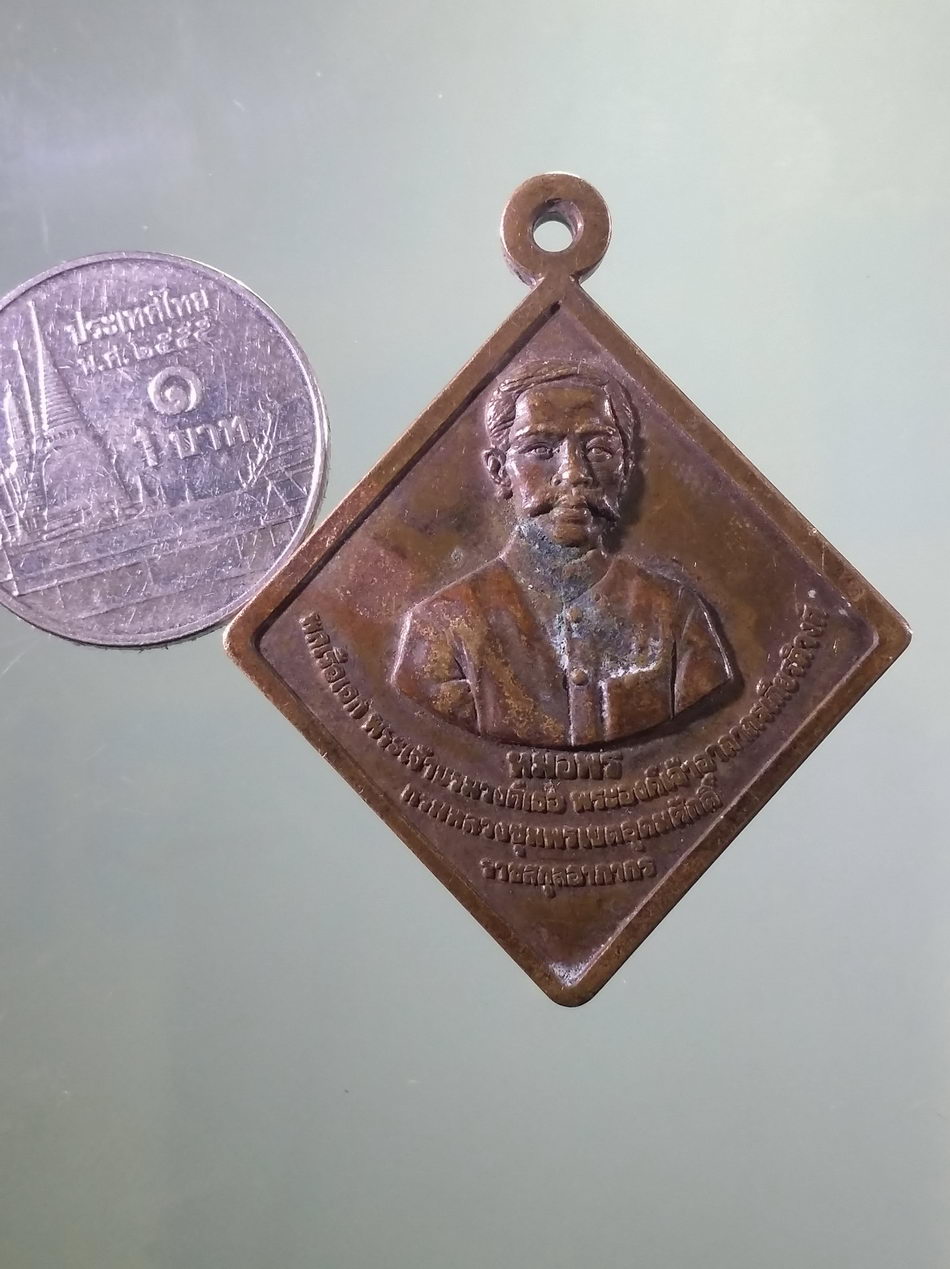 ประเทศไทย
พ.ศ.๒๕๕๕
๑
1 บาท
หมอพร
พลเรือเอก พระเจ้าบรมวงศ์เธอ พระองค์เจ้าอาภากรเกียรติวงศ์
กรมหลวงชุมพรเขตอุดมศักดิ์
ราชสกุลอาภากร